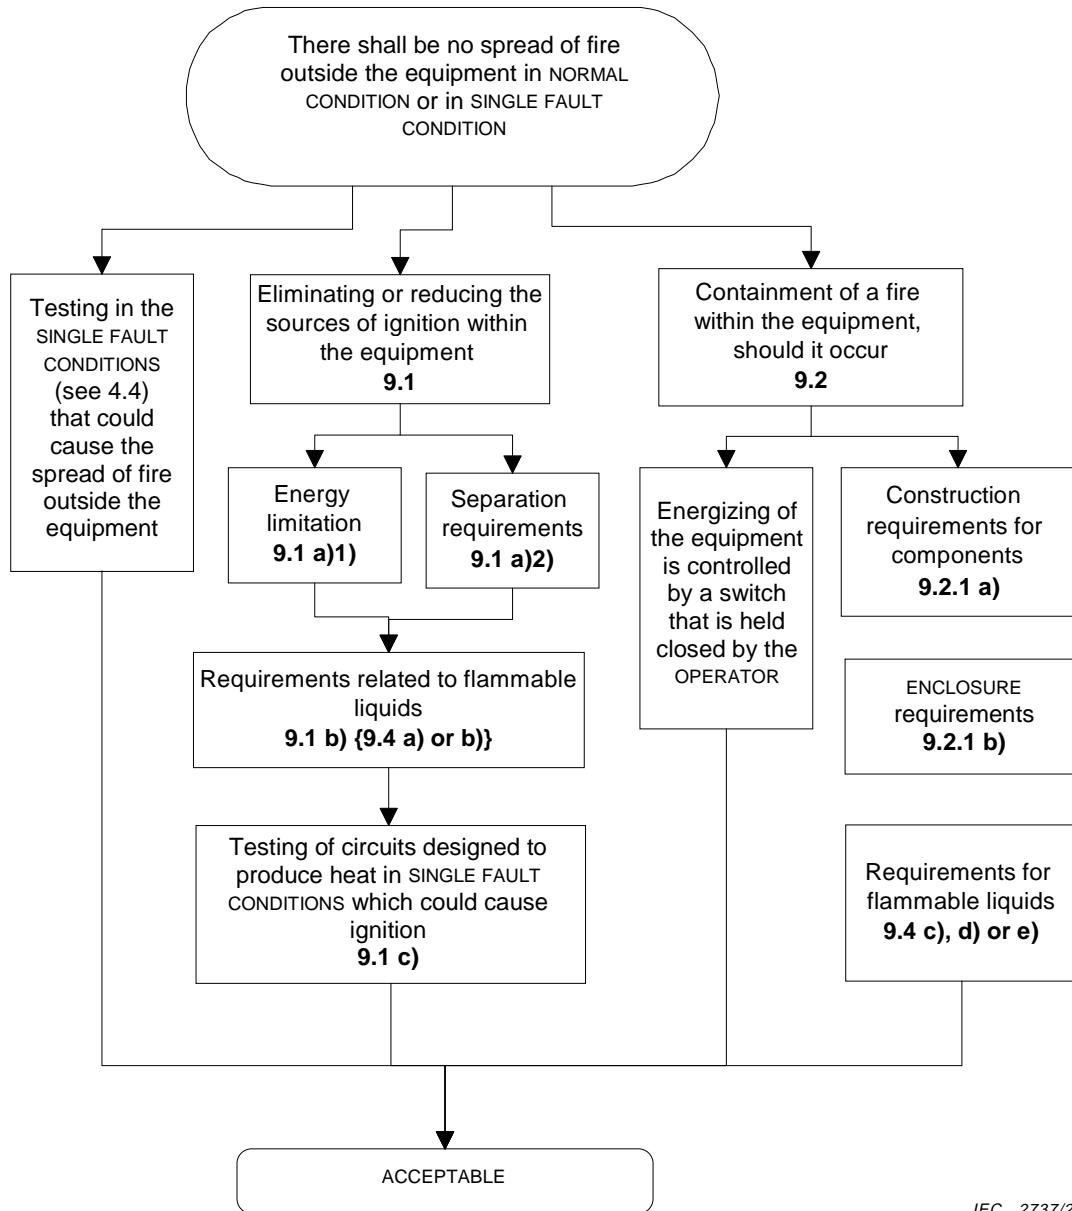 There shall be no spread of fire
outside the equipment in NORMAL
CONDITION or in SINGLE FAULT
CONDITION
Testing in the
SINGLE FAULT
CONDITIONS
(see 4.4)
that could
cause the
spread of fire
outside the
equipment
Eliminating or reducing the
sources of ignition within
the equipment
9.1
Containment of a fire
within the equipment,
should it occur
9.2
Energy
limitation
9.1 a)1)
Separation
requirements
9.1 a)2)
Energizing of
the equipment
is controlled
by a switch
that is held
closed by the
OPERATOR
Construction
requirements for
components
9.2.1 a)
Requirements related to flammable
liquids
9.1 b) {9.4 a) or b)}
ENCLOSURE
requirements
9.2.1 b)
Testing of circuits designed to
produce heat in SINGLE FAULT
CONDITIONS which could cause
ignition
9.1 c)
Requirements for
flammable liquids
9.4 c), d) or e)
ACCEPTABLE
IEC 2737/2